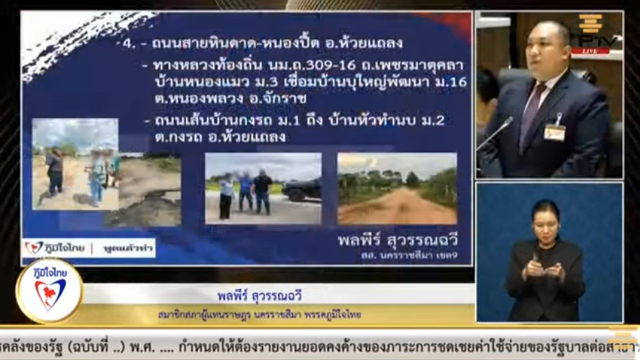 4. - ถนนสายหินดาด-หนองปี้ด อ.ห้วยแถลง
- ทางหลวงท้องถิ่น นม.ถ.309-16 ถ.เพชรมาตุคลา
บ้านหนองแมว ม.3 เชื่อมบ้านบุใหญ่พัฒนา ม.16
ต.หนองพลวง อ.จักราช
- ถนนเส้นบ้านกงรถ ม.1 ถึง บ้านหัวทำนบ ม.2
ต.กงรถ อ.ห้วยแถลง
ภูมิใจไทย | พูดแล้วทำ
พลพีร์ สุวรรณฉวี
สส. นครราชสีมา เขต9
TV
LIVE
ภูมิใจไทย
พลพีร์ สุวรรณฉวี
สมาชิกสภาผู้แทนราษฎร นครราชสีมา พรรคภูมิใจไทย
รคลังของรัฐ (ฉบับที่ ..) พ.ศ. .... กำหนดให้ต้องรายงานยอดคงค้างของภาระการชดเชยค่าใช้จ่ายของรัฐบาลต่อสาธา